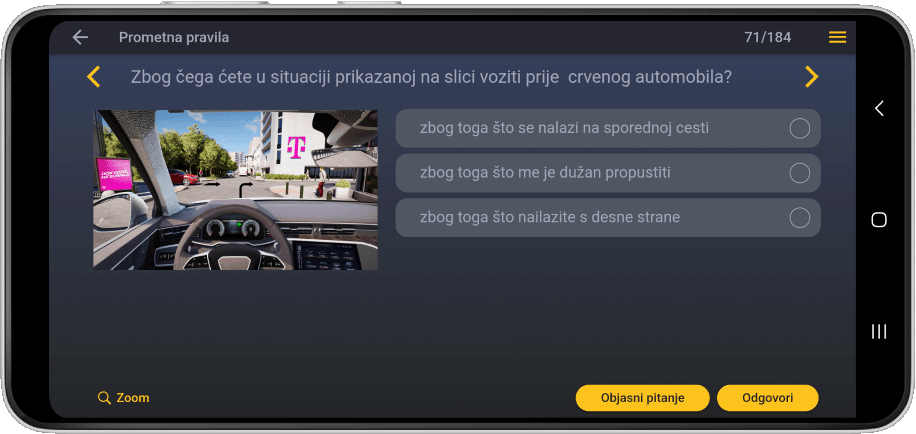 Prometna pravila
71/184
Zbog čega ćete u situaciji prikazanoj na slici voziti prije crvenog automobila?
zbog toga što se nalazi na sporednoj cesti
zbog toga što me je dužan propustiti
zbog toga što nailazite s desne strane
T
Zoom
Objasni pitanje
Odgovori